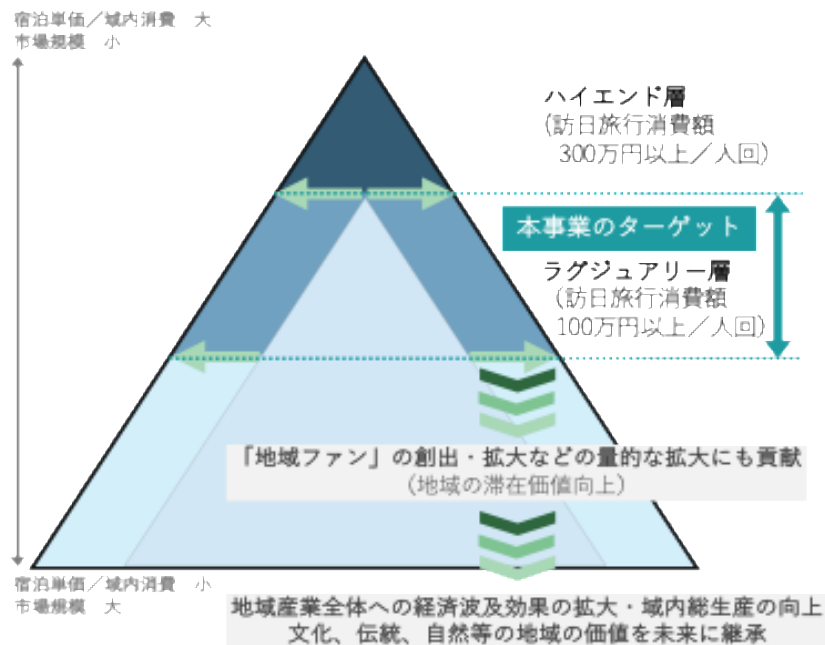 宿泊単価／域内消費　大
市場規模　小
ハイエンド層
（訪日旅行消費額
300万円以上／人回）
本事業のターゲット
ラグジュアリー層
（訪日旅行消費額
100万円以上／人回）
「地域ファン」の創出・拡大などの量的な拡大にも貢献
（地域の滞在価値向上）
宿泊単価／域内消費　小
市場規模　大
地域産業全体への経済波及効果の拡大・域内総生産の向上
文化、伝統、自然等の地域の価値を未来に継承